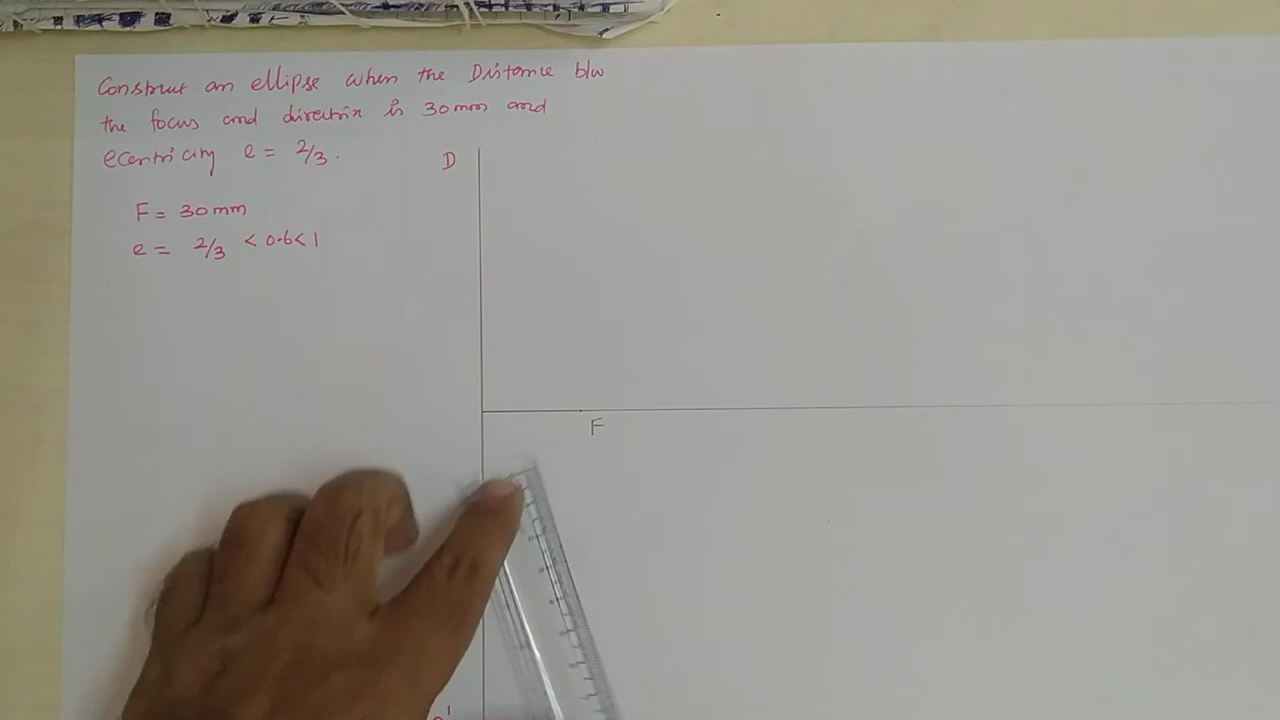 Construct an ellipse when the Distance b/w
the focus and directrix is 30mm and
eccentricity e = 2/3.
F = 30mm
e = 2/3 < 0.6 < 1
D
F